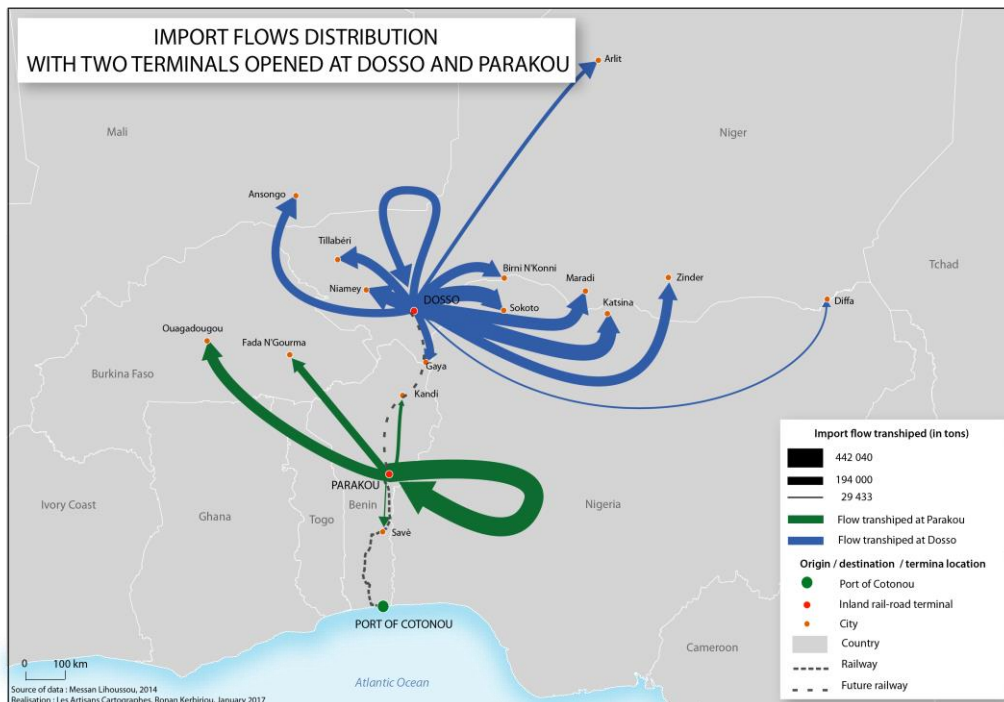 IMPORT FLOWS DISTRIBUTION
WITH TWO TERMINALS OPENED AT DOSSO AND PARAKOU
Arlit
Mali
Niger
Ansongo
Tillabéri
Birni N'Konni
Tchad
Niamey
Maradi
Zinder
DOSSO
Sokoto
Katsina
Diffa
Ouagadougou
Fada N'Gourma
Gaya
Burkina Faso
Kandi
PARAKOU
Ivory Coast
Ghana
Togo
Benin
Nigeria
Savè
PORT OF COTONOU
Cameroon
Atlantic Ocean
Import flow transhiped (in tons)
442 040
194 000
29 433
Flow transhiped at Parakou
Flow transhiped at Dosso
Origin / destination / termina location
Port of Cotonou
Inland rail-road terminal
City
Country
Railway
Future railway
0 100 km
Source of data : Messan Lihoussou, 2014
Realisation : Les Artisans Cartographes, Ronan Kerbiriou, January 2017